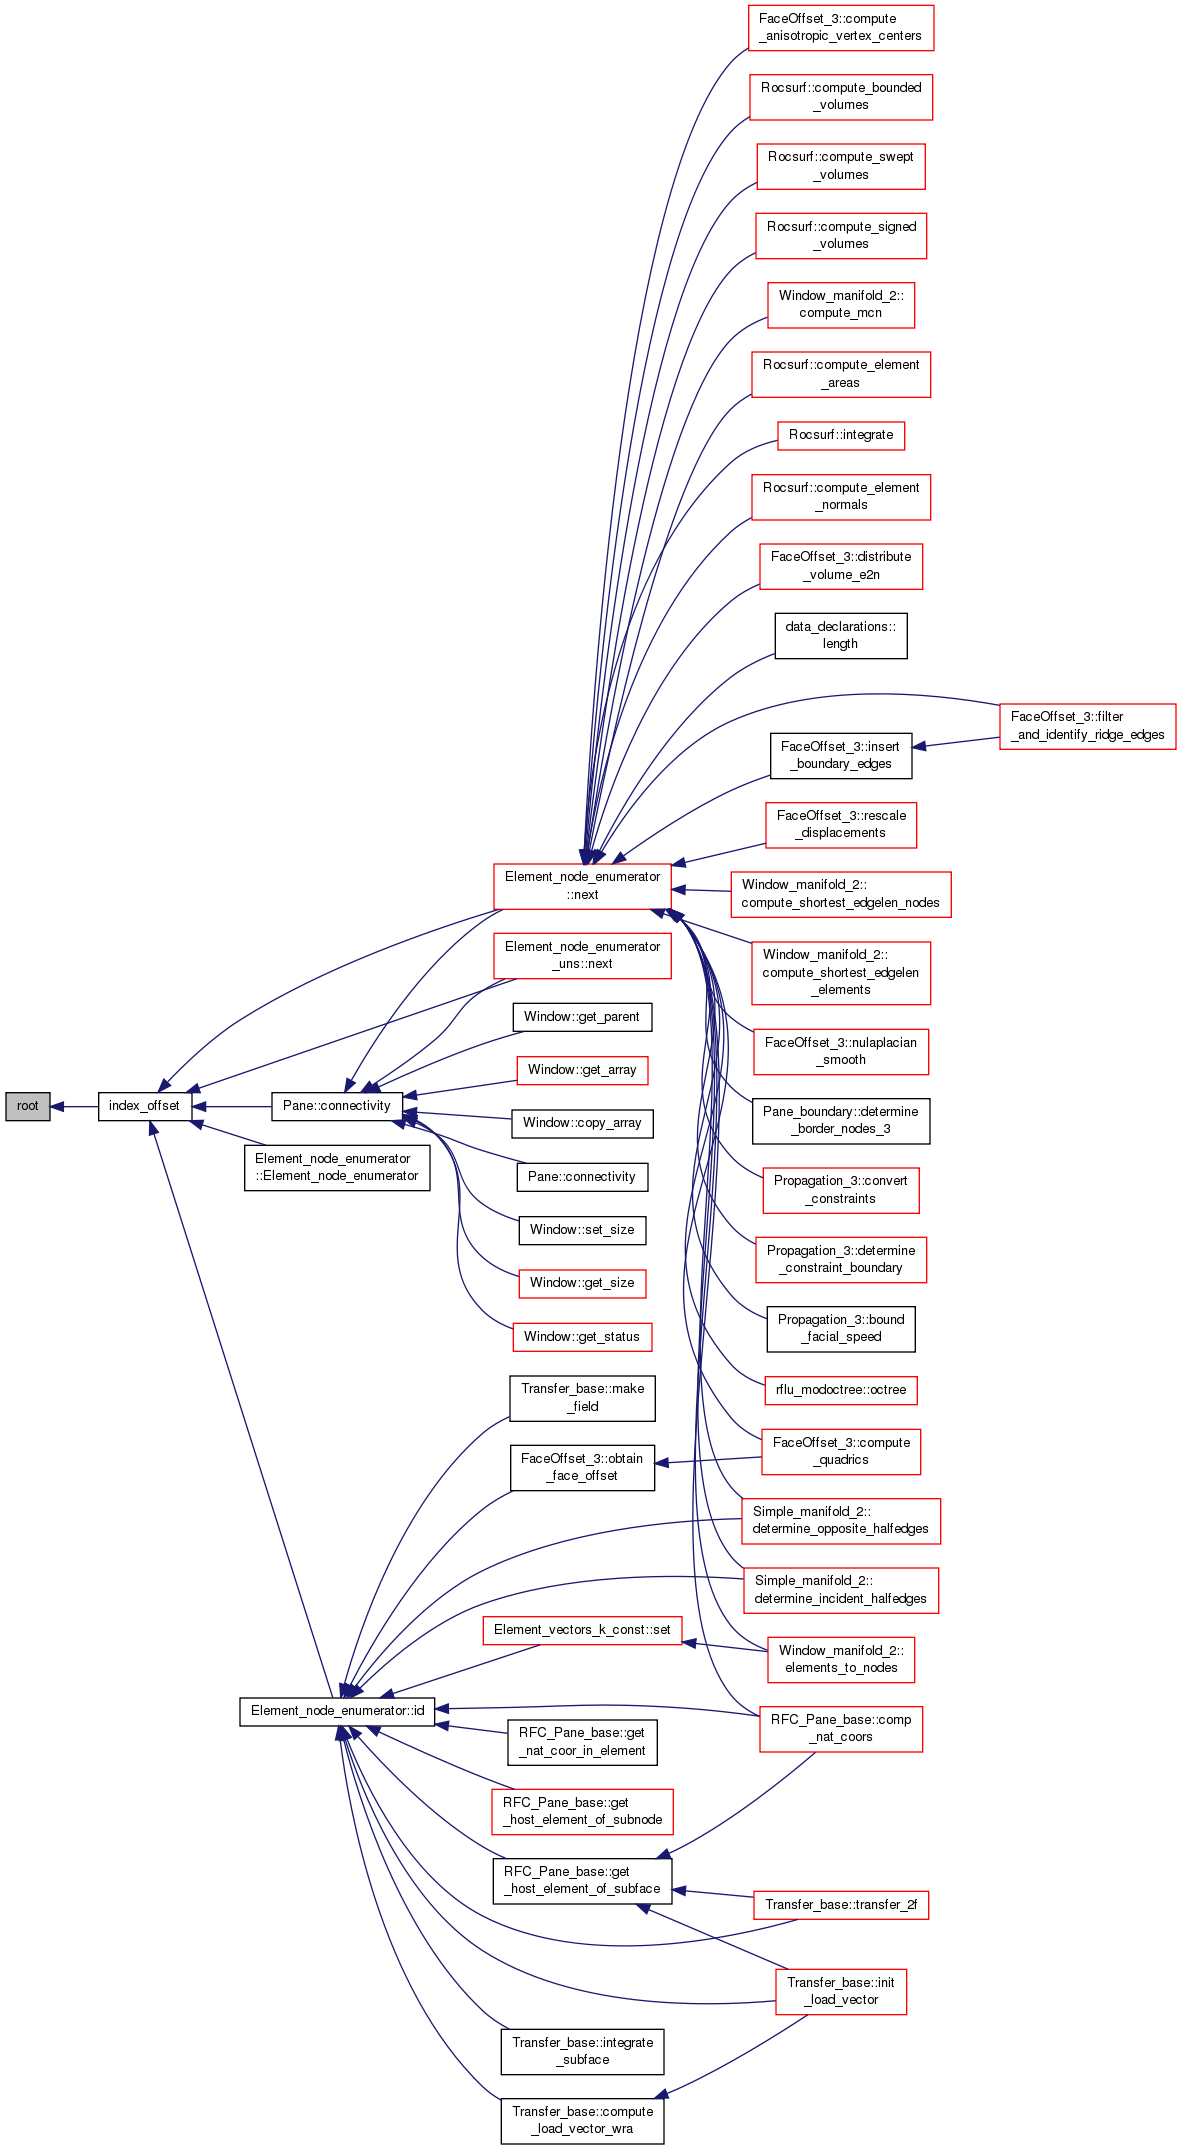 FaceOffset_3::compute
_anisotropic_vertex_centers
Rocsurf::compute_bounded
_volumes
Rocsurf::compute_swept
_volumes
Rocsurf::compute_signed
_volumes
Window_manifold_2::
compute_mcn
Rocsurf::compute_element
_areas
Rocsurf::integrate
Rocsurf::compute_element
_normals
FaceOffset_3::distribute
_volume_e2n
data_declarations::
length
FaceOffset_3::filter
_and_identify_ridge_edges
FaceOffset_3::insert
_boundary_edges
FaceOffset_3::rescale
_displacements
Element_node_enumerator
::next
Window_manifold_2::
compute_shortest_edgelen_nodes
Element_node_enumerator
_uns::next
Window_manifold_2::
compute_shortest_edgelen
_elements
Window::get_parent
FaceOffset_3::nulaplacian
_smooth
Window::get_array
root
index_offset
Pane::connectivity
Window::copy_array
Pane_boundary::determine
_border_nodes_3
Element_node_enumerator
::Element_node_enumerator
Pane::connectivity
Propagation_3::convert
_constraints
Window::set_size
Propagation_3::determine
_constraint_boundary
Window::get_size
Propagation_3::bound
_facial_speed
Window::get_status
Transfer_base::make
_field
rflu_modoctree::octree
FaceOffset_3::obtain
_face_offset
FaceOffset_3::compute
_quadrics
Simple_manifold_2::
determine_opposite_halfedges
Simple_manifold_2::
determine_incident_halfedges
Element_vectors_k_const::set
Window_manifold_2::
elements_to_nodes
Element_node_enumerator::id
RFC_Pane_base::comp
_nat_coors
RFC_Pane_base::get
_nat_coor_in_element
RFC_Pane_base::get
_host_element_of_subnode
RFC_Pane_base::get
_host_element_of_subface
Transfer_base::transfer_2f
Transfer_base::init
_load_vector
Transfer_base::integrate
_subface
Transfer_base::compute
_load_vector_wra